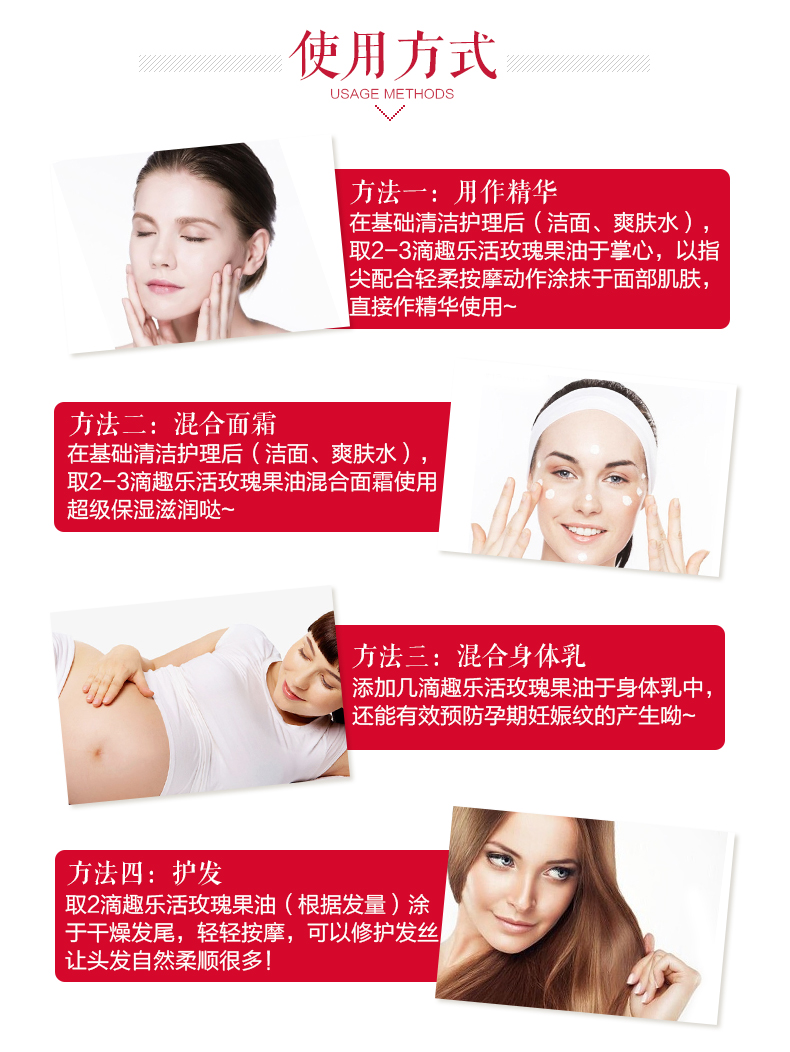 使用方式
USAGE METHODS
方法一：用作精华
在基础清洁护理后（洁面、爽肤水），
取2-3滴趣乐活玫瑰果油于掌心，以指
尖配合轻柔按摩动作涂抹于面部肌肤，
直接作精华使用~
方法二：混合面霜
在基础清洁护理后（洁面、爽肤水），
取2-3滴趣乐活玫瑰果油混合面霜使用
超级保湿滋润哒~
方法三：混合身体乳
添加几滴趣乐活玫瑰果油于身体乳中，
还能有效预防孕期妊娠纹的产生呦~
方法四：护发
取2滴趣乐活玫瑰果油（根据发量）涂
于干燥发尾，轻轻按摩，可以修护发丝
让头发自然柔顺很多！